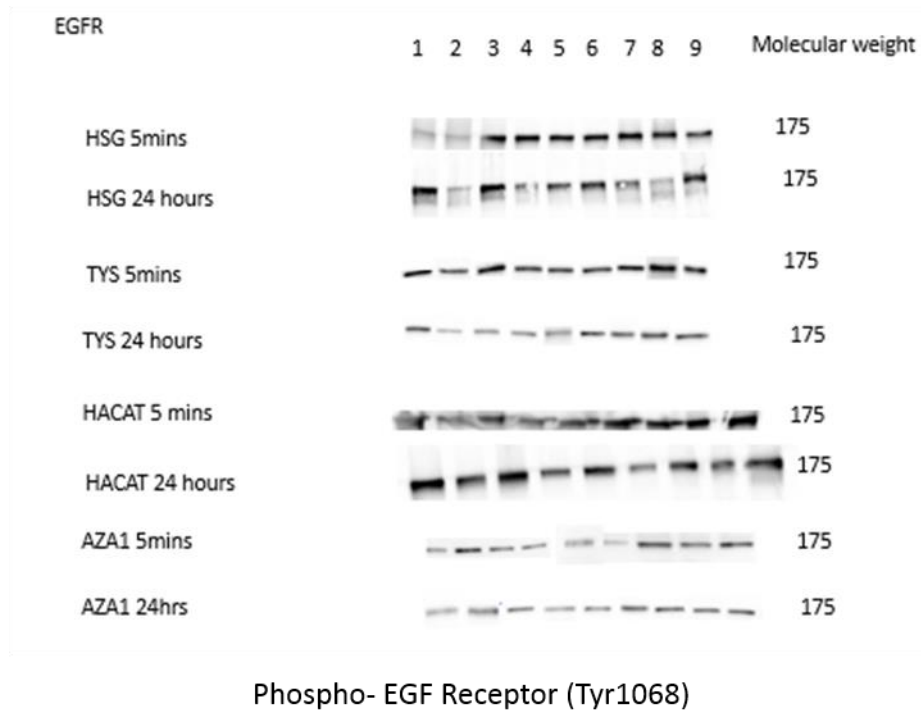 EGFR
1 2 3 4 5 6 7 8 9 Molecular weight
HSG 5mins 175
HSG 24 hours 175
TYS 5mins 175
TYS 24 hours 175
HACAT 5 mins 175
HACAT 24 hours 175
AZA1 5mins 175
AZA1 24hrs 175
Phospho- EGF Receptor (Tyr1068)